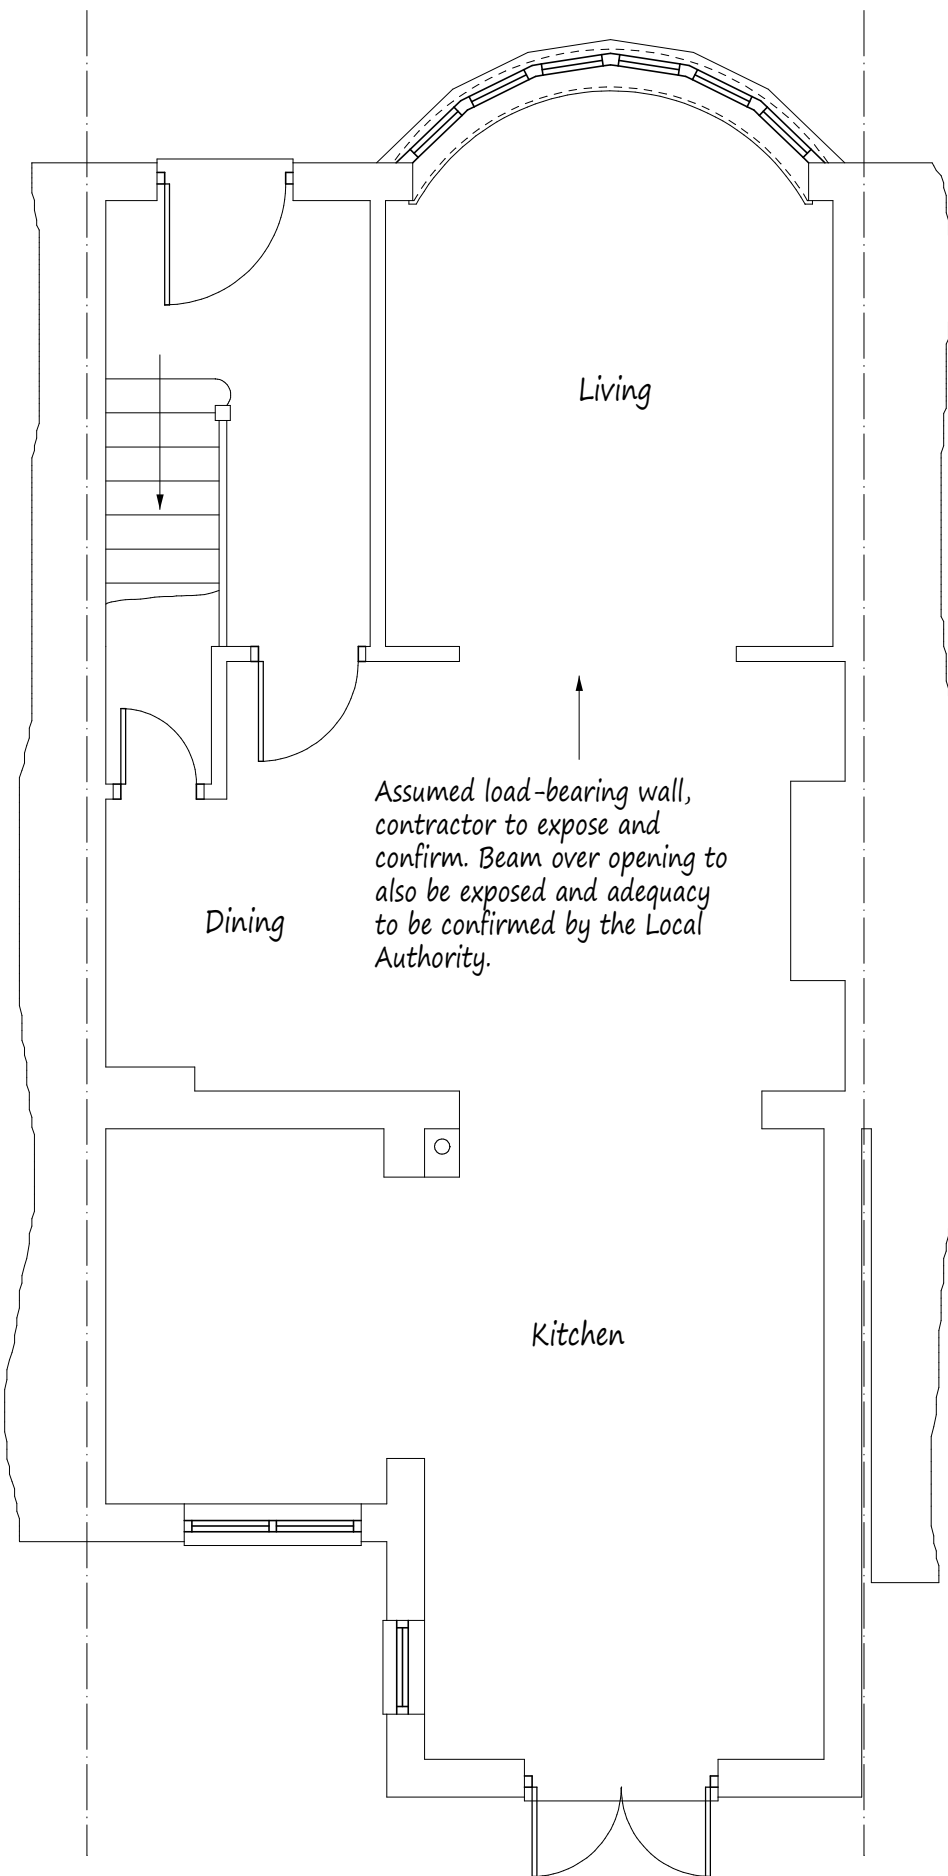 Living
Assumed load-bearing wall,
contractor to expose and
confirm. Beam over opening to
also be exposed and adequacy
to be confirmed by the Local
Authority.
Dining
Kitchen